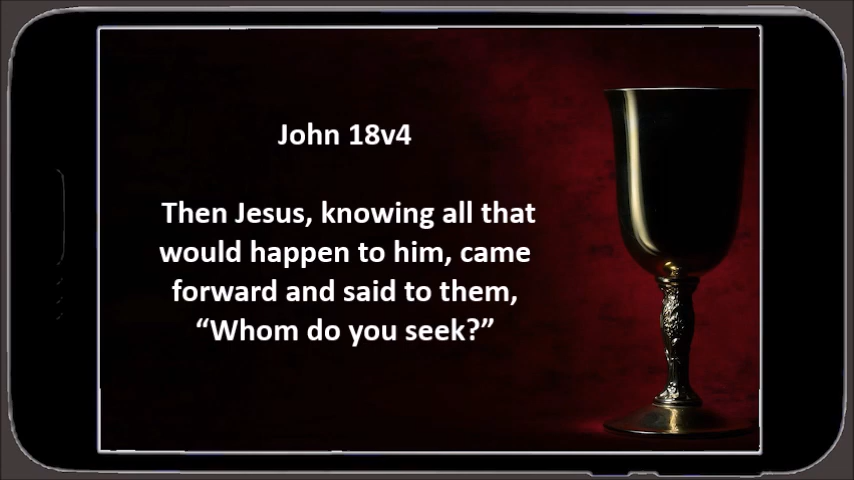 John 18v4
Then Jesus, knowing all that
would happen to him, came
forward and said to them,
“Whom do you seek?”